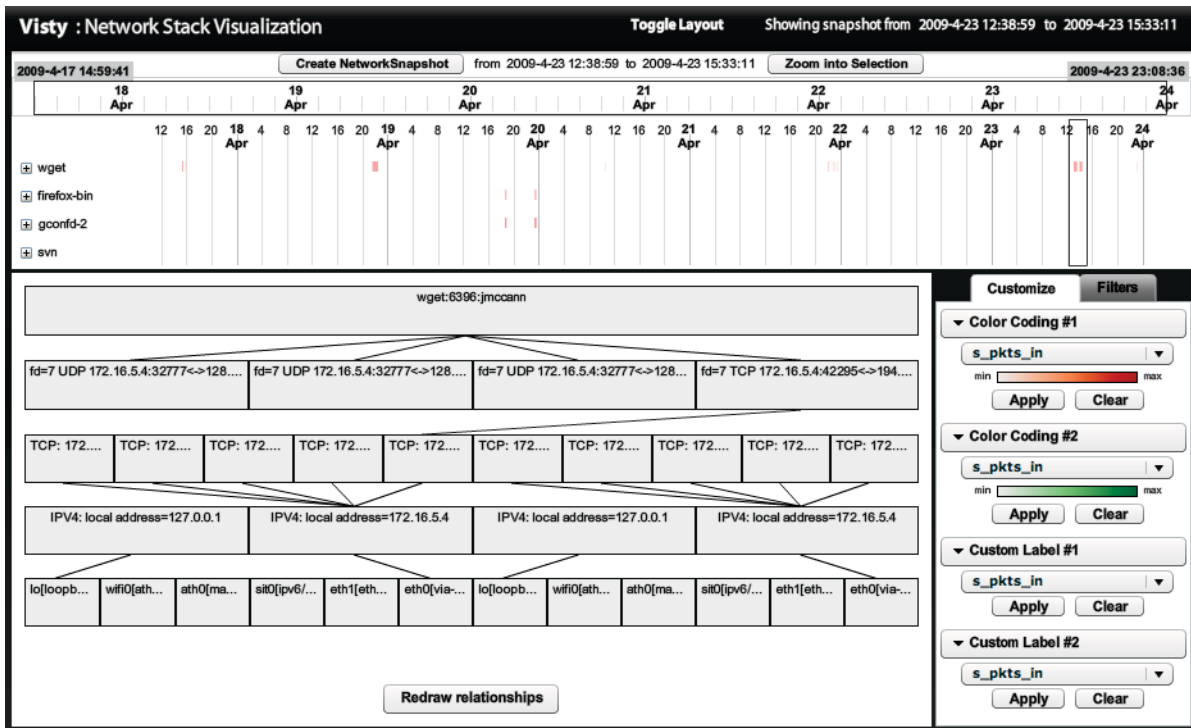 Visty : Network Stack Visualization Toggle Layout Showing snapshot from 2009-4-23 12:38:59 to 2009-4-23 15:33:11
2009-4-17 14:59:41 Create NetworkSnapshot from 2009-4-23 12:38:59 to 2009-4-23 15:33:11 Zoom into Selection 2009-4-23 23:08:36
18 19 20 21 22 23 24
Apr Apr Apr Apr Apr Apr Apr
12 16 20 18 4 8 12 16 20 19 4 8 12 16 20 20 4 8 12 16 20 21 4 8 12 16 20 22 4 8 12 16 20 23 4 8 12 16 20 24
Apr Apr Apr Apr Apr Apr Apr
wget
firefox-bin
gconfd-2
svn
wget:6396:jmccann
fd=7 UDP 172.16.5.4:32777<->128.... fd=7 UDP 172.16.5.4:32777<->128.... fd=7 UDP 172.16.5.4:32777<->128... fd=7 TCP 172.16.5.4:42295<->194....
TCP: 172.... TCP: 172.... TCP: 172.... TCP: 172.... TCP: 172.... TCP: 172.... TCP: 172.... TCP: 172.... TCP: 172.... TCP: 172....
IPV4: local address=127.0.0.1 IPV4: local address=172.16.5.4 IPV4: local address=127.0.0.1 IPV4: local address=172.16.5.4
lo[loopb... wifi0[ath... ath0[ma... sit0[ipv6/... eth1[eth... eth0[via-... lo[loopb... wifi0[ath... ath0[ma... sit0[ipv6/... eth1[eth... eth0[via-...
Redraw relationships
Customize Filters
Color Coding #1
s_pkts_in
min max
Apply Clear
Color Coding #2
s_pkts_in
min max
Apply Clear
Custom Label #1
s_pkts_in
Apply Clear
Custom Label #2
s_pkts_in
Apply Clear